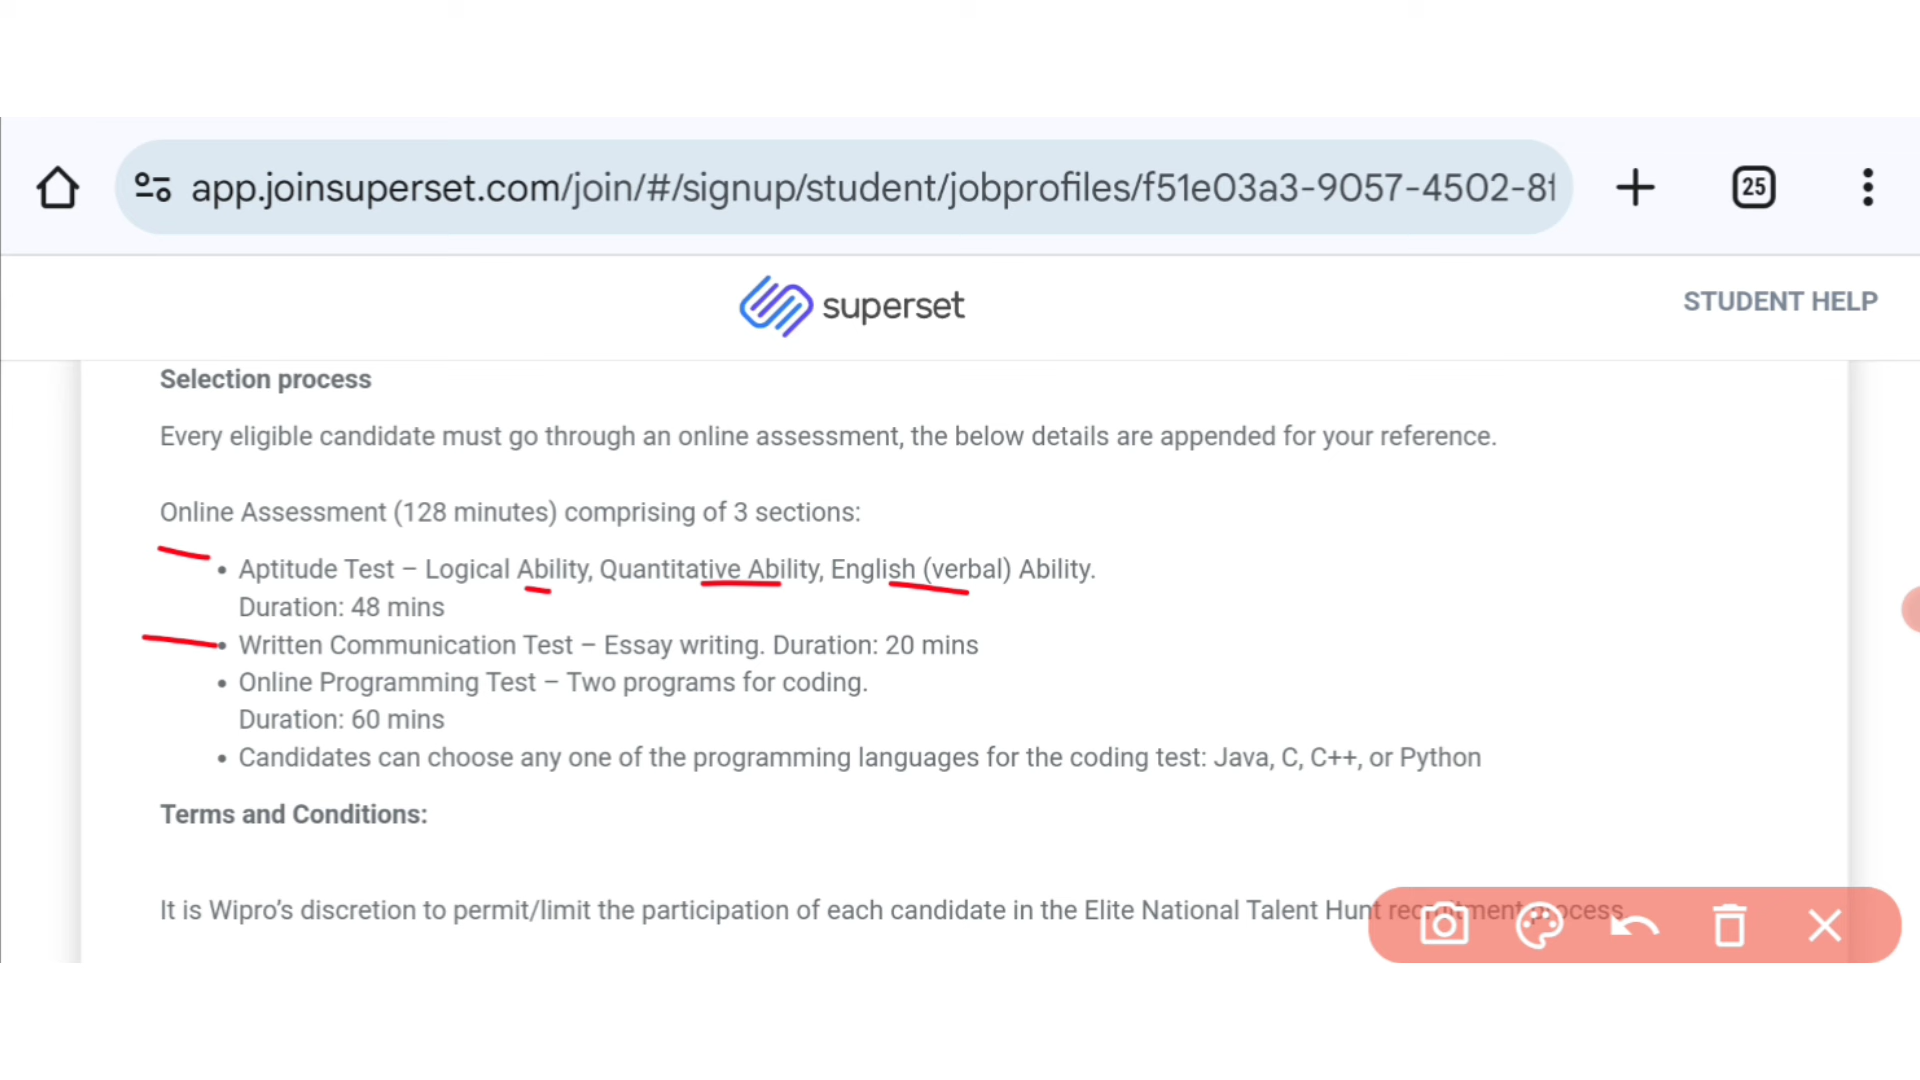 app.joinsuperset.com/join/#/signup/student/jobprofiles/f51e03a3-9057-4502-8f
25
superset
STUDENT HELP
Selection process
Every eligible candidate must go through an online assessment, the below details are appended for your reference.
Online Assessment (128 minutes) comprising of 3 sections:
• Aptitude Test – Logical Ability, Quantitative Ability, English (verbal) Ability.
Duration: 48 mins
• Written Communication Test – Essay writing. Duration: 20 mins
• Online Programming Test – Two programs for coding.
Duration: 60 mins
• Candidates can choose any one of the programming languages for the coding test: Java, C, C++, or Python
Terms and Conditions:
It is Wipro’s discretion to permit/limit the participation of each candidate in the Elite National Talent Hunt recruitment process